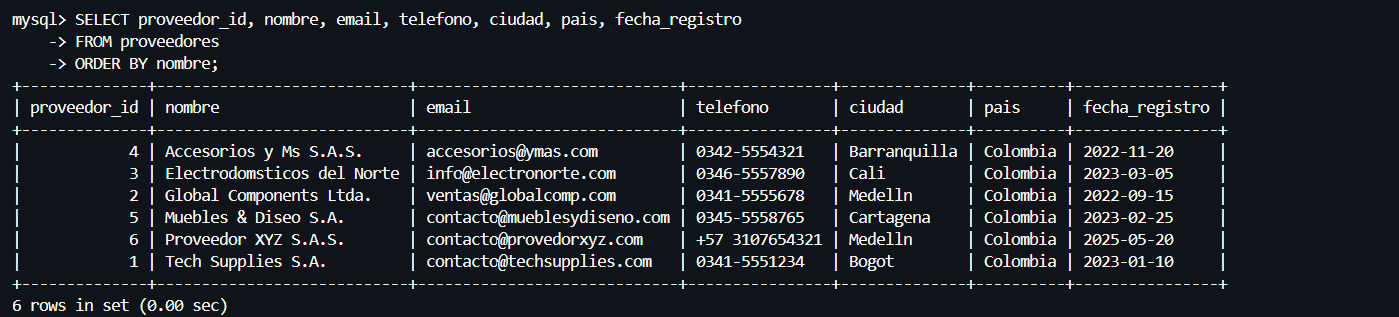 mysql> SELECT proveedor_id, nombre, email, telefono, ciudad, pais, fecha_registro
    -> FROM proveedores
    -> ORDER BY nombre;
+--------------+---------------------------+----------------------------+----------------+--------------+----------+----------------+
| proveedor_id | nombre                    | email                      | telefono       | ciudad       | pais     | fecha_registro |
+--------------+---------------------------+----------------------------+----------------+--------------+----------+----------------+
|            4 | Accesorios y Ms S.A.S.    | accesorios@ymas.com        | 0342-5554321   | Barranquilla | Colombia | 2022-11-20     |
|            3 | Electrodomsticos del Norte | info@electronorte.com      | 0346-5557890   | Cali         | Colombia | 2023-03-05     |
|            2 | Global Components Ltda.   | ventas@globalcomp.com      | 0341-5555678   | Medelln      | Colombia | 2022-09-15     |
|            5 | Muebles & Diseo S.A.      | contacto@mueblesydiseno.com | 0345-5558765   | Cartagena    | Colombia | 2023-02-25     |
|            6 | Proveedor XYZ S.A.S.      | contacto@provedorxyz.com   | +57 3107654321 | Medelln      | Colombia | 2025-05-20     |
|            1 | Tech Supplies S.A.        | contacto@techsupplies.com  | 0341-5551234   | Bogot        | Colombia | 2023-01-10     |
+--------------+---------------------------+----------------------------+----------------+--------------+----------+----------------+
6 rows in set (0.00 sec)